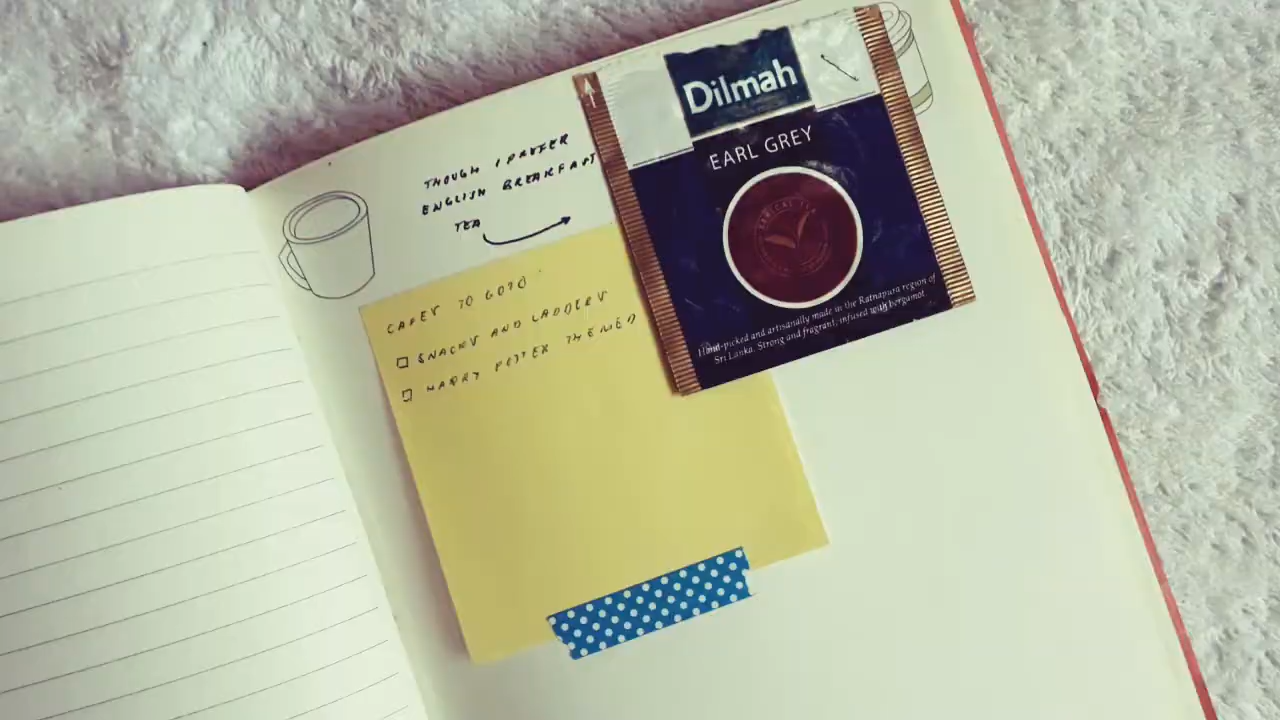 THOUGH I PREFER
ENGLISH BREAKFAST
TEA
Dilmah
EARL GREY
Hand-picked and artisanally made in the Ratnapura region of
Sri Lanka. Strong and fragrant, infused with bergamot.
CAFES TO GOTO
SNACKS AND LADDERS
HARRY POTTER THEMED